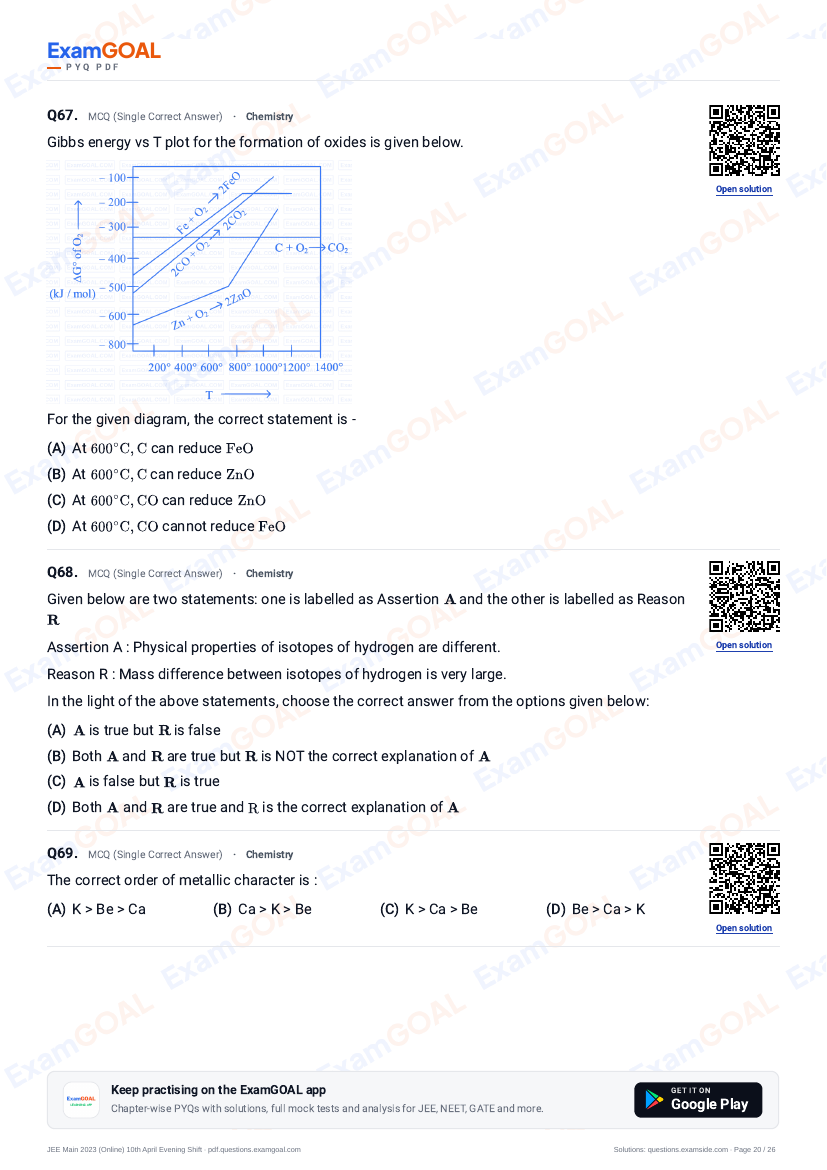 ExamGOAL
PYQ PDF
Q67. MCQ (Single Correct Answer) · Chemistry
Open solution
Gibbs energy vs T plot for the formation of oxides is given below.
– 100
– 200
– 300
– 400
– 500
– 600
– 800
ΔG° of O₂ ⟶
(kJ / mol)
Fe + O₂ → 2FeO
2CO + O₂ → 2CO₂
C + O₂ → CO₂
Zn + O₂ → 2ZnO
200° 400° 600° 800° 1000° 1200° 1400°
T ⟶
For the given diagram, the correct statement is -
(A) At 600°C, C can reduce FeO
(B) At 600°C, C can reduce ZnO
(C) At 600°C, CO can reduce ZnO
(D) At 600°C, CO cannot reduce FeO
Q68. MCQ (Single Correct Answer) · Chemistry
Open solution
Given below are two statements: one is labelled as Assertion A and the other is labelled as Reason
R
Assertion A : Physical properties of isotopes of hydrogen are different.
Reason R : Mass difference between isotopes of hydrogen is very large.
In the light of the above statements, choose the correct answer from the options given below:
(A) A is true but R is false
(B) Both A and R are true but R is NOT the correct explanation of A
(C) A is false but R is true
(D) Both A and R are true and R is the correct explanation of A
Q69. MCQ (Single Correct Answer) · Chemistry
Open solution
The correct order of metallic character is :
(A) K > Be > Ca (B) Ca > K > Be (C) K > Ca > Be (D) Be > Ca > K
ExamGOAL
Keep practising on the ExamGOAL app
Chapter-wise PYQs with solutions, full mock tests and analysis for JEE, NEET, GATE and more.
GET IT ON
Google Play
JEE Main 2023 (Online) 10th April Evening Shift · pdf.questions.examgoal.com
Solutions: questions.examside.com · Page 20 / 26